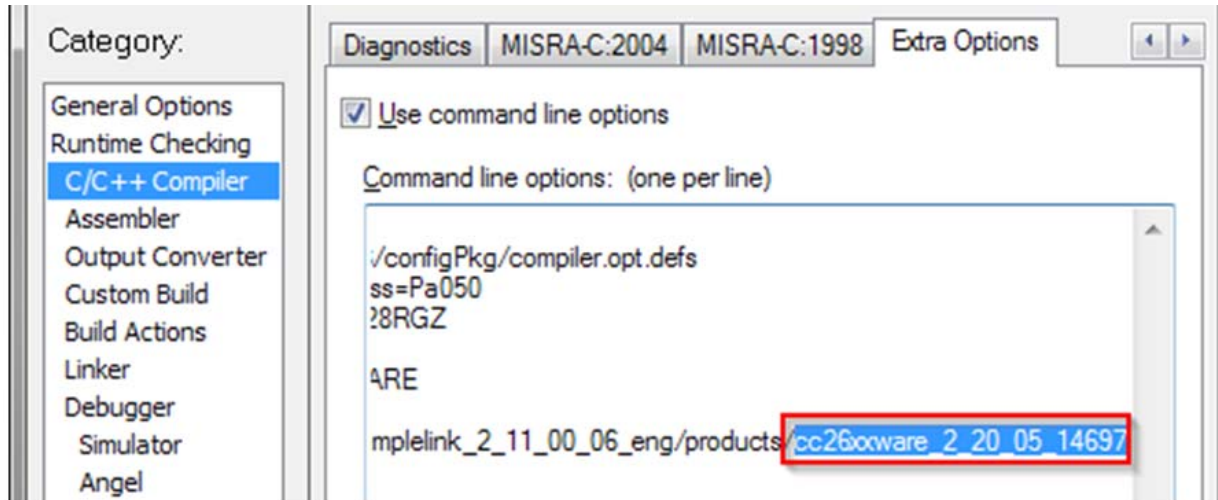 Category:
General Options
Runtime Checking
C/C++ Compiler
Assembler
Output Converter
Custom Build
Build Actions
Linker
Debugger
Simulator
Angel
Diagnostics MISRA-C:2004 MISRA-C:1998 Extra Options
Use command line options
Command line options: (one per line)
/configPkg/compiler.opt.defs
ss=Pa050
28RGZ
ARE
mplelink_2_11_00_06_eng/products/cc26xxware_2_20_05_14697